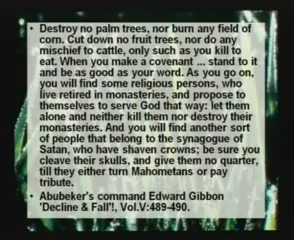 • Destroy no palm trees, nor burn any field of
corn. Cut down no fruit trees, nor do any
mischief to cattle, only such as you kill to
eat. When you make a covenant ... stand to it
and be as good as your word. As you go on,
you will find some religious persons, who
live retired in monasteries, and propose to
themselves to serve God that way: let them
alone and neither kill them nor destroy their
monasteries. And you will find another sort
of people that belong to the synagogue of
Satan, who have shaven crowns; be sure you
cleave their skulls, and give them no quarter,
till they either turn Mahometans or pay
tribute.
• Abubeker's command Edward Gibbon
'Decline & Fall'!, Vol.V:489-490.